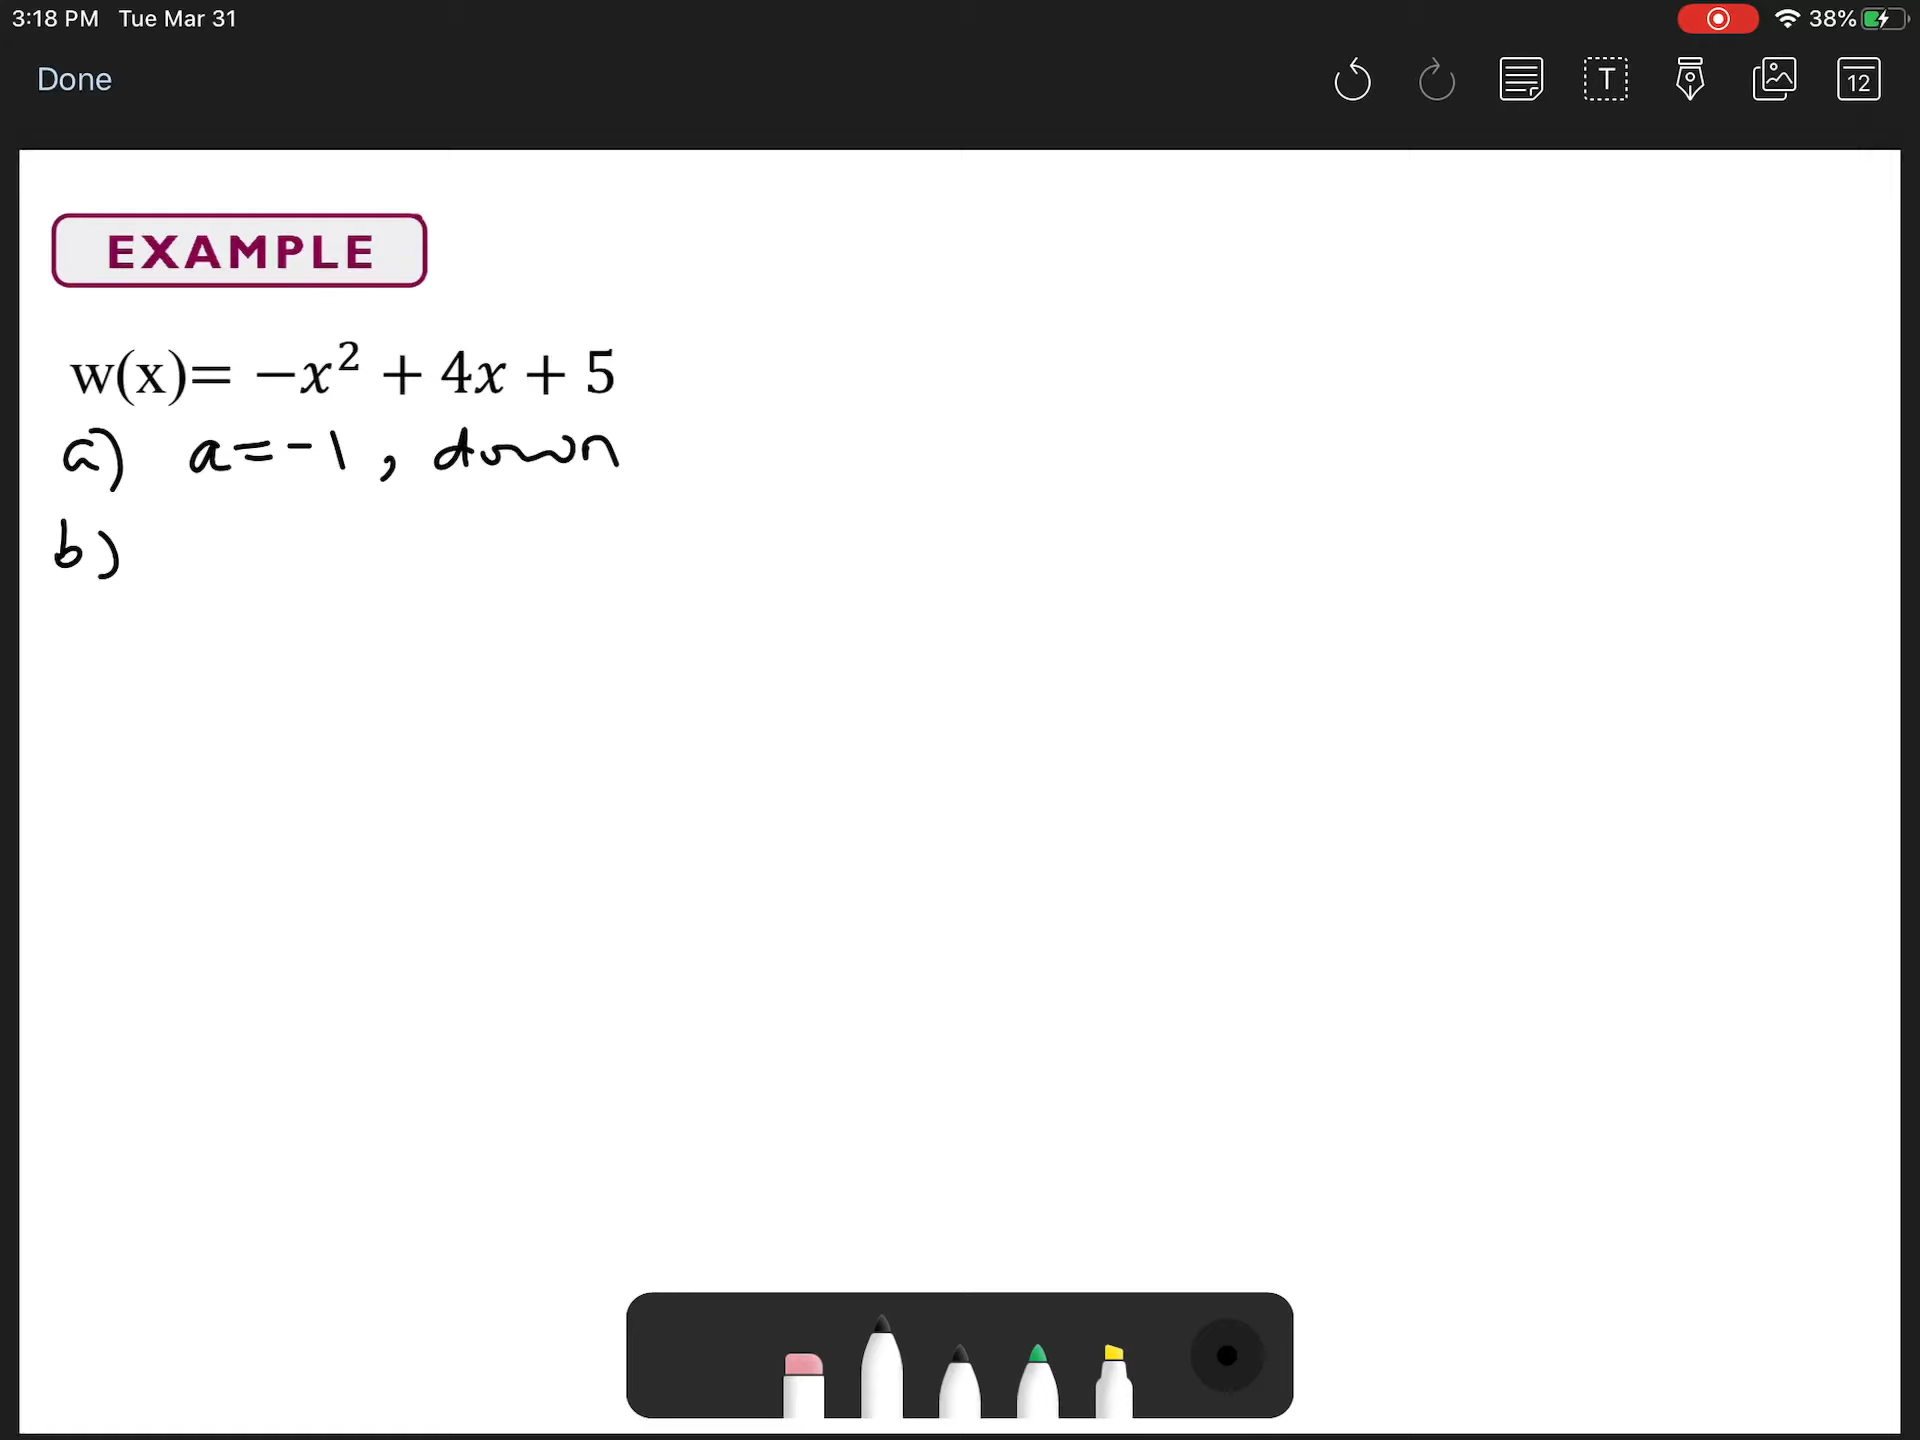 3:18 PM Tue Mar 31 38%
Done T 12
EXAMPLE
w(x)= −x² + 4x + 5
a) a=-1, down
b)